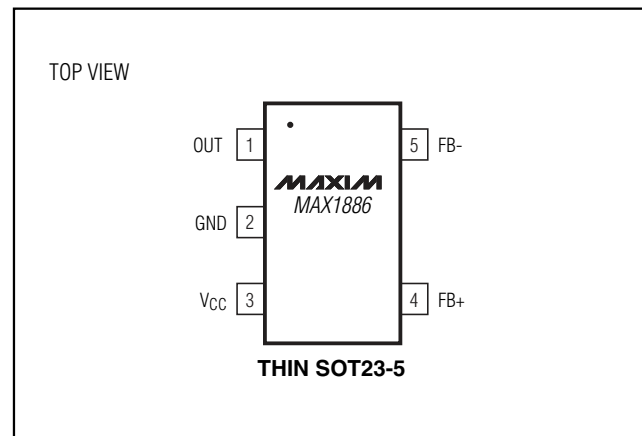 TOP VIEW
OUT 1
5 FB-
MAXIM
MAX1886
GND 2
VCC 3
4 FB+
THIN SOT23-5